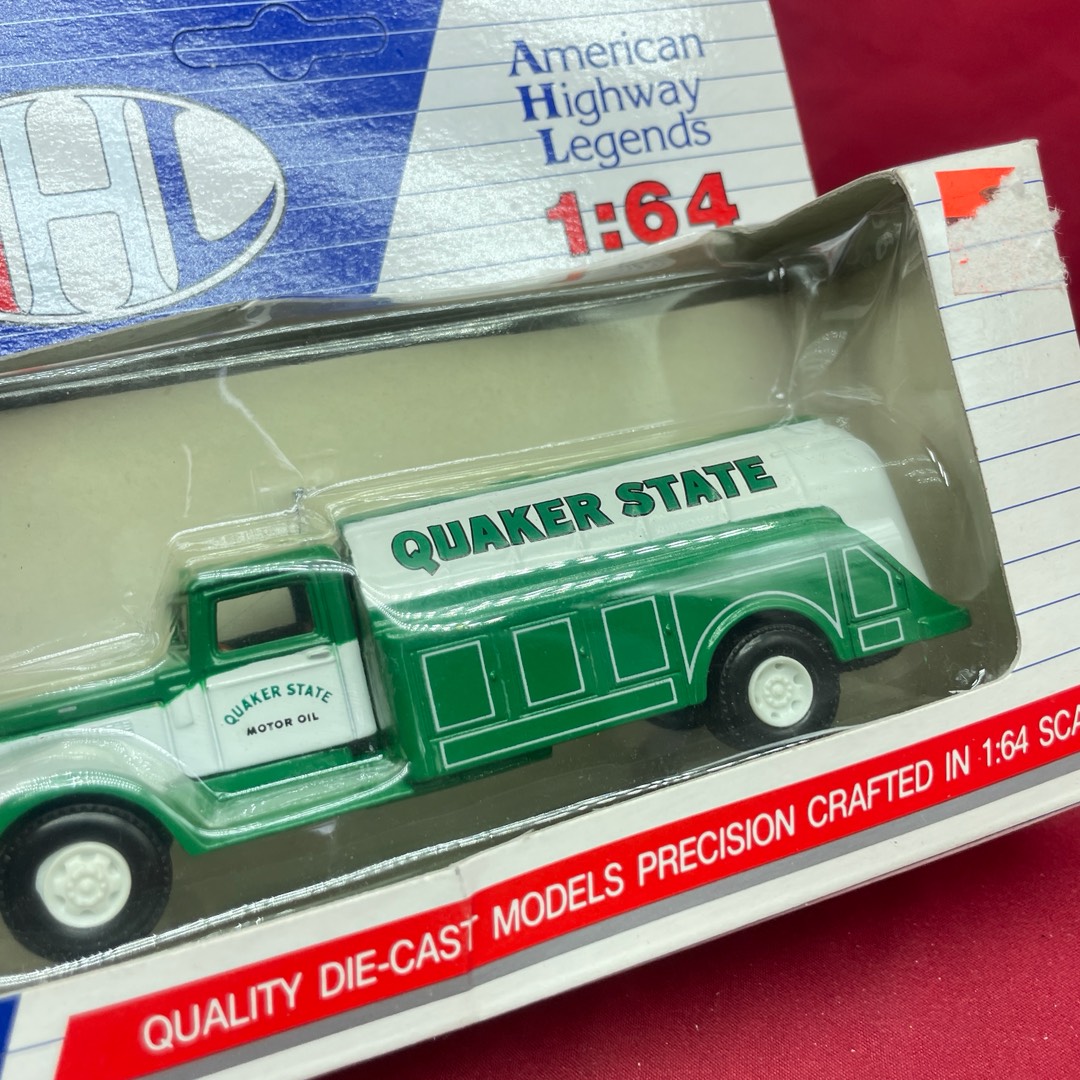 HL
American
Highway
Legends
1:64
QUAKER STATE
QUAKER STATE
MOTOR OIL
QUALITY DIE-CAST MODELS PRECISION CRAFTED IN 1:64